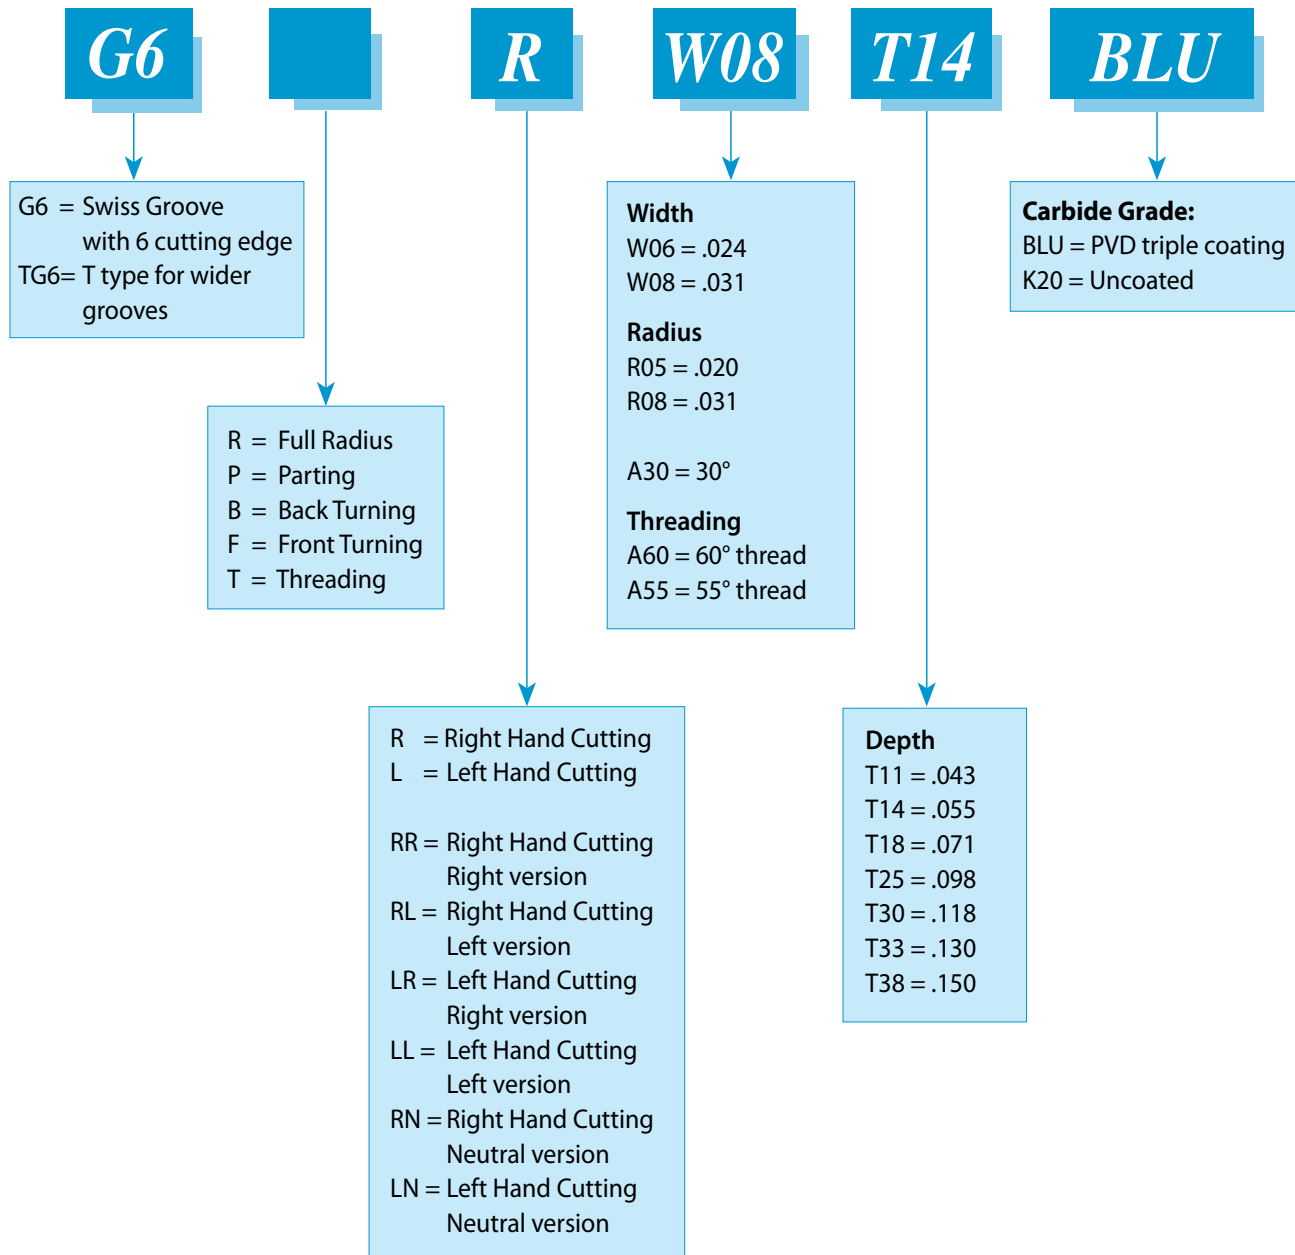 G6 R W08 T14 BLU
G6 = Swiss Groove
with 6 cutting edge
TG6= T type for wider
grooves
R = Full Radius
P = Parting
B = Back Turning
F = Front Turning
T = Threading
R = Right Hand Cutting
L = Left Hand Cutting
RR = Right Hand Cutting
Right version
RL = Right Hand Cutting
Left version
LR = Left Hand Cutting
Right version
LL = Left Hand Cutting
Left version
RN = Right Hand Cutting
Neutral version
LN = Left Hand Cutting
Neutral version
Width
W06 = .024
W08 = .031
Radius
R05 = .020
R08 = .031
A30 = 30°
Threading
A60 = 60° thread
A55 = 55° thread
Depth
T11 = .043
T14 = .055
T18 = .071
T25 = .098
T30 = .118
T33 = .130
T38 = .150
Carbide Grade:
BLU = PVD triple coating
K20 = Uncoated